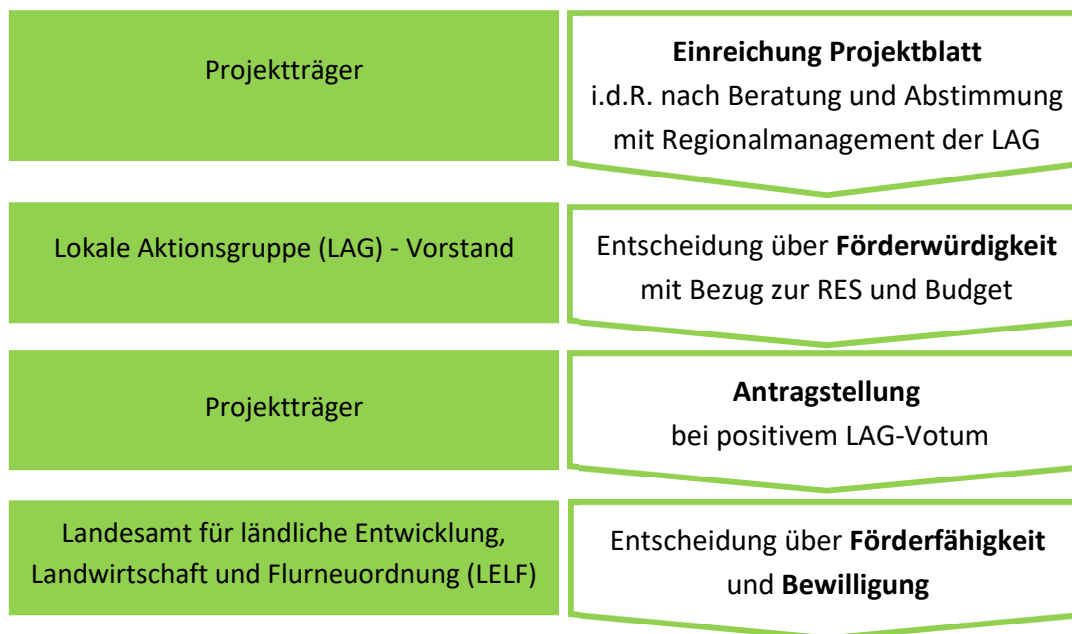 Projektträger
Einreichung Projektblatt
i.d.R. nach Beratung und Abstimmung
mit Regionalmanagement der LAG
Lokale Aktionsgruppe (LAG) - Vorstand
Entscheidung über Förderwürdigkeit
mit Bezug zur RES und Budget
Projektträger
Antragstellung
bei positivem LAG-Votum
Landesamt für ländliche Entwicklung,
Landwirtschaft und Flurneuordnung (LELF)
Entscheidung über Förderfähigkeit
und Bewilligung